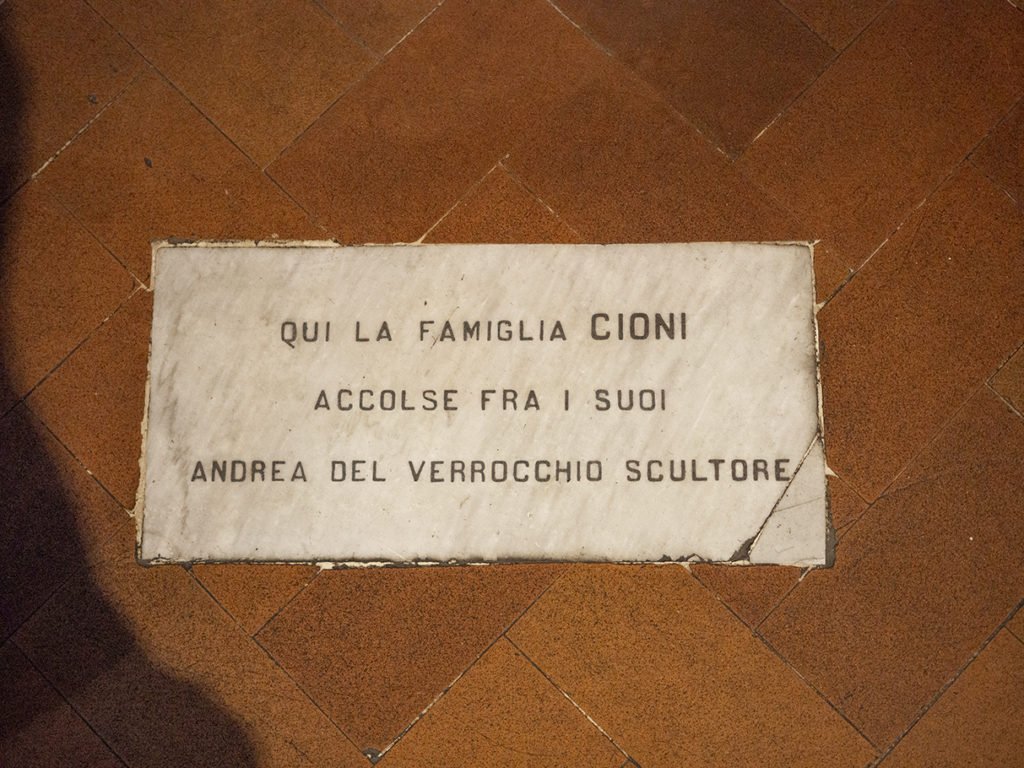 QUI LA FAMIGLIA CIONI
ACCOLSE FRA I SUOI
ANDREA DEL VERROCCHIO SCULTORE